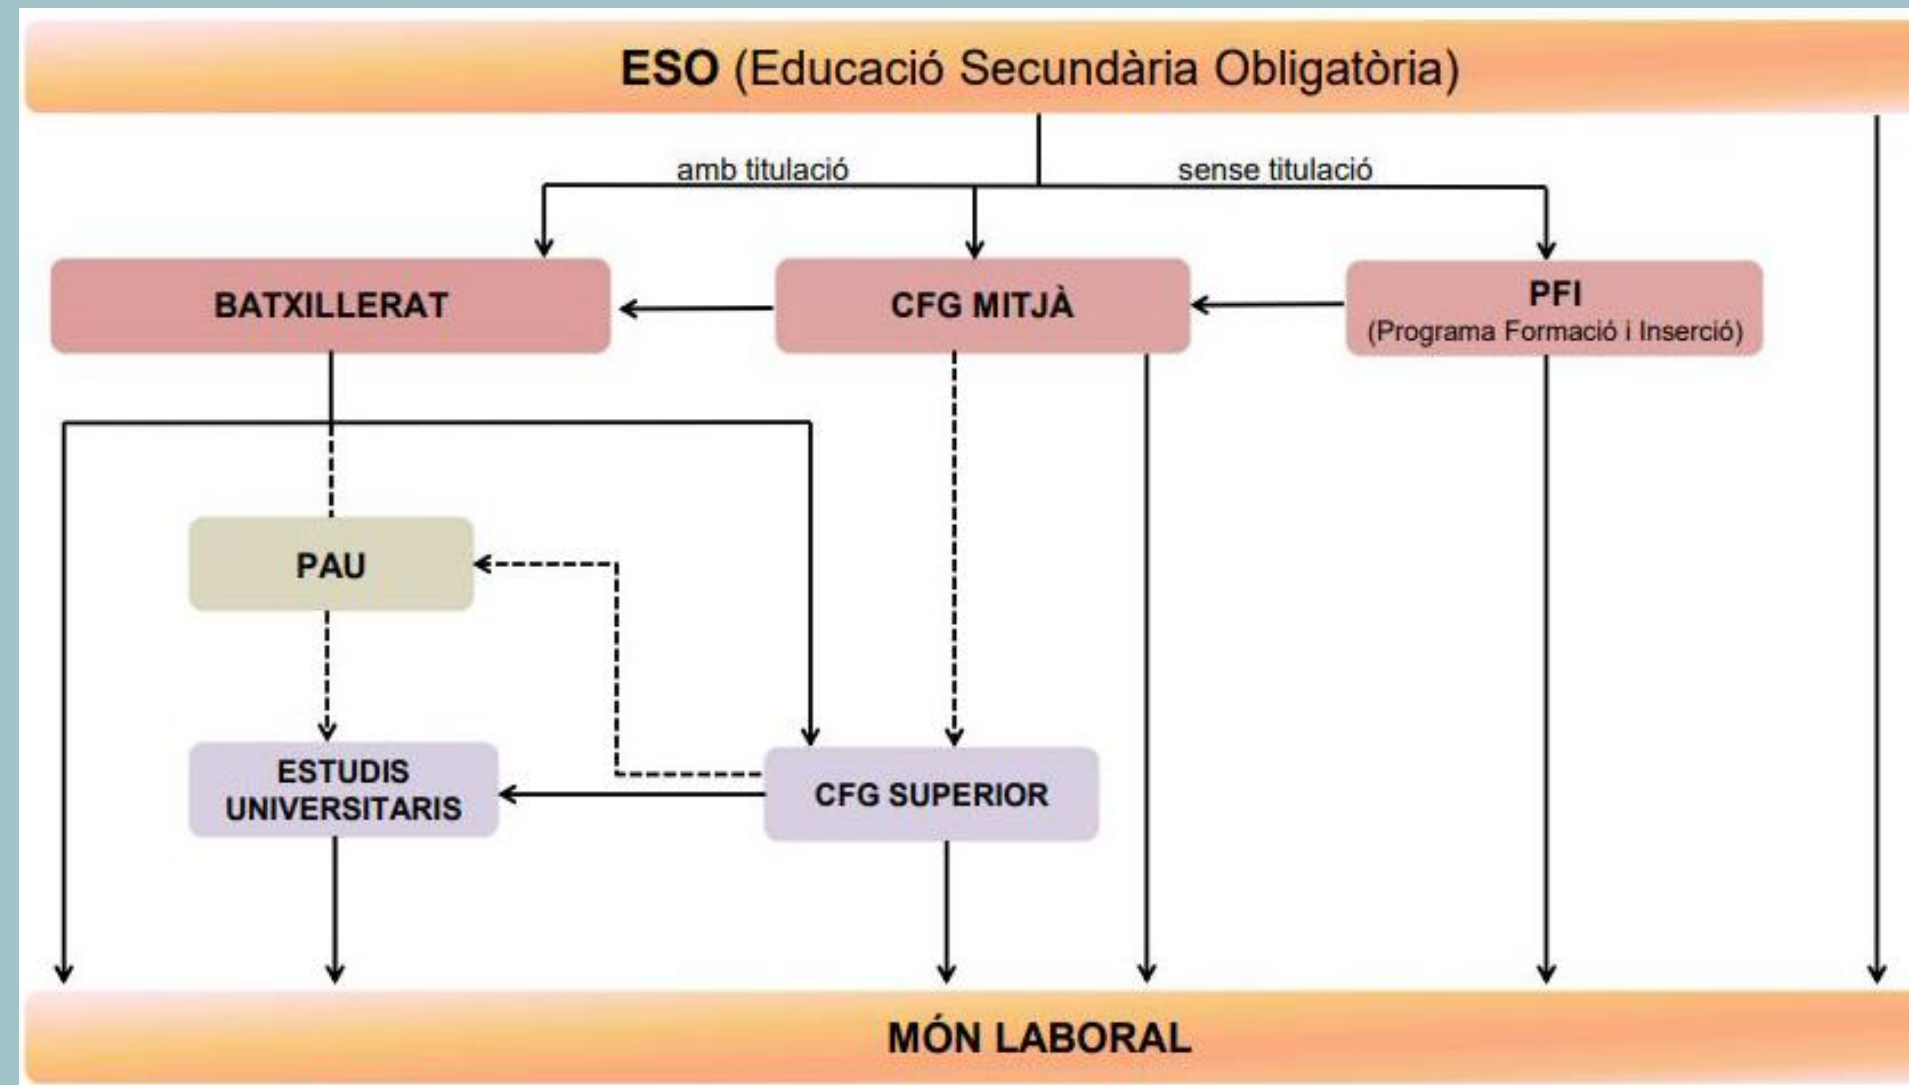 ESO (Educació Secundària Obligatòria)
amb titulació
sense titulació
BATXILLERAT
CFG MITJÀ
PFI
(Programa Formació i Inserció)
PAU
ESTUDIS
UNIVERSITARIS
CFG SUPERIOR
MÓN LABORAL